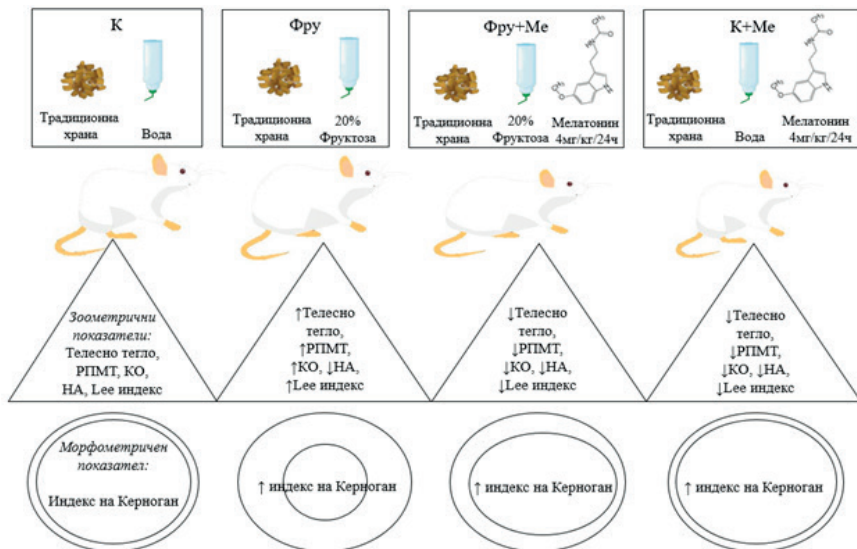 К
Традиционна
храна
Вода
Фру
Традиционна
храна
20%
Фруктоза
Фру+Ме
Традиционна
храна
20%
Фруктоза
Мелатонин
4мг/кг/24ч
К+Ме
Традиционна
храна
Вода
Мелатонин
4мг/кг/24ч
Зоометрични
показатели:
Телесно тегло,
РПМТ, КО,
НА, Lee индекс
↑Телесно
тегло,
↑РПМТ,
↑КО, ↓НА,
↑Lee индекс
↓Телесно
тегло,
↓РПМТ,
↓КО, ↓НА,
↓Lee индекс
↓Телесно
тегло,
↓РПМТ,
↓КО, ↓НА,
↓Lee индекс
Морфометричен
показател:
Индекс на Керноган
↑ индекс на Керноган
↑ индекс на Керноган
↑ индекс на Керноган